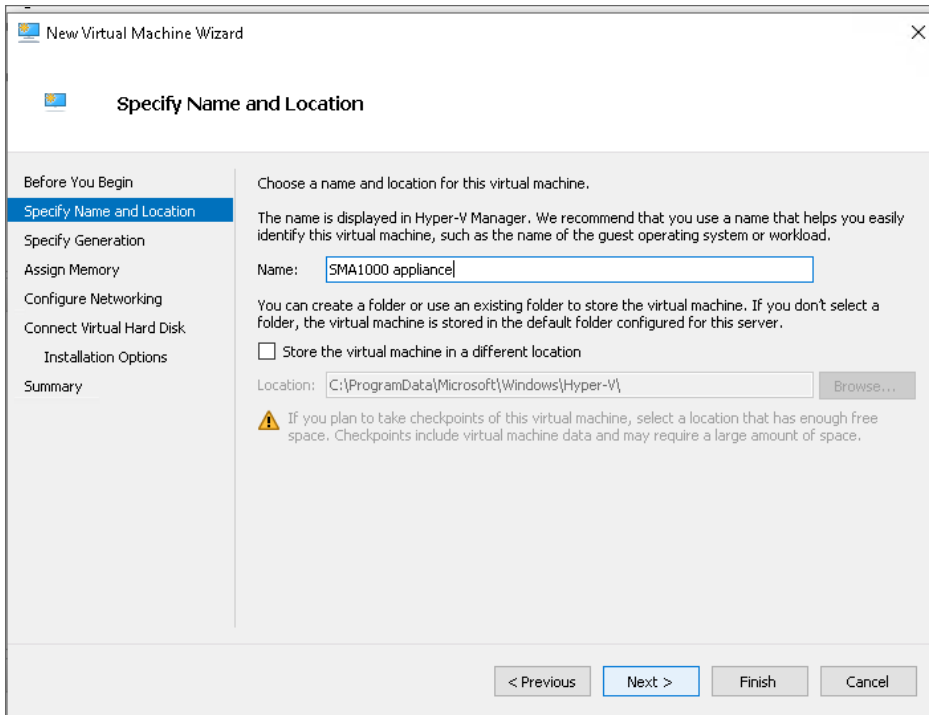 New Virtual Machine Wizard
Specify Name and Location
Before You Begin
Specify Name and Location
Specify Generation
Assign Memory
Configure Networking
Connect Virtual Hard Disk
Installation Options
Summary
Choose a name and location for this virtual machine.
The name is displayed in Hyper-V Manager. We recommend that you use a name that helps you easily
identify this virtual machine, such as the name of the guest operating system or workload.
Name: SMA1000 appliance
You can create a folder or use an existing folder to store the virtual machine. If you don't select a
folder, the virtual machine is stored in the default folder configured for this server.
Store the virtual machine in a different location
Location: C:\ProgramData\Microsoft\Windows\Hyper-V\ Browse...
If you plan to take checkpoints of this virtual machine, select a location that has enough free
space. Checkpoints include virtual machine data and may require a large amount of space.
< Previous Next > Finish Cancel